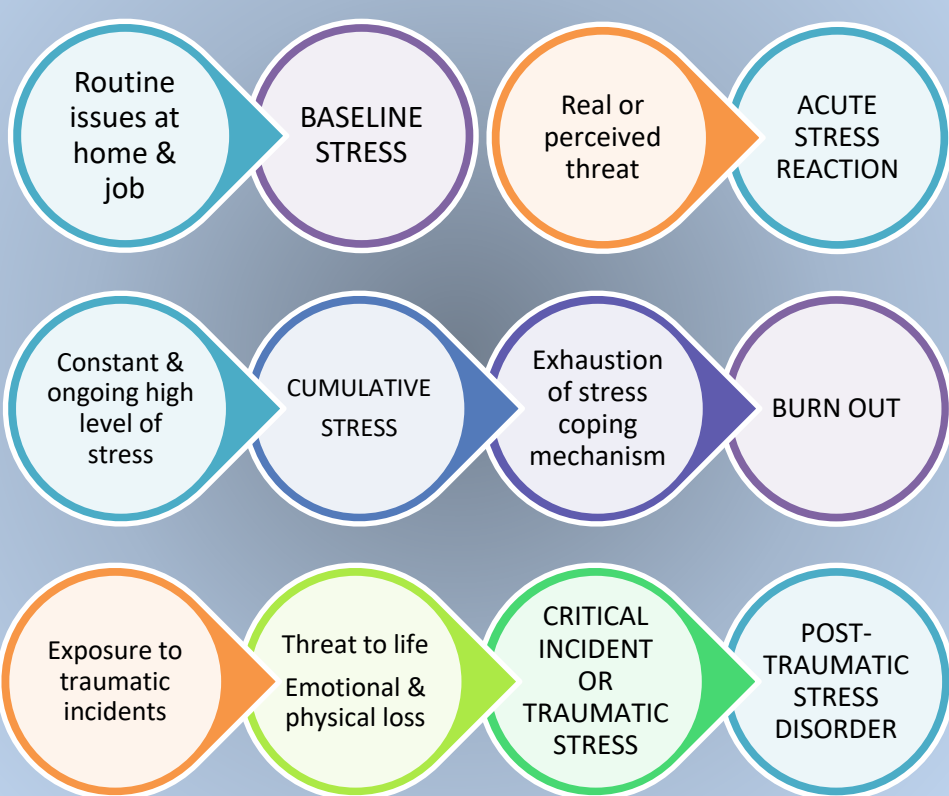 Routine
issues at
home &
job
BASELINE
STRESS
Real or
perceived
threat
ACUTE
STRESS
REACTION
Constant &
ongoing high
level of
stress
CUMULATIVE
STRESS
Exhaustion
of stress
coping
mechanism
BURN OUT
Exposure to
traumatic
incidents
Threat to life
Emotional &
physical loss
CRITICAL
INCIDENT
OR
TRAUMATIC
STRESS
POST-
TRAUMATIC
STRESS
DISORDER